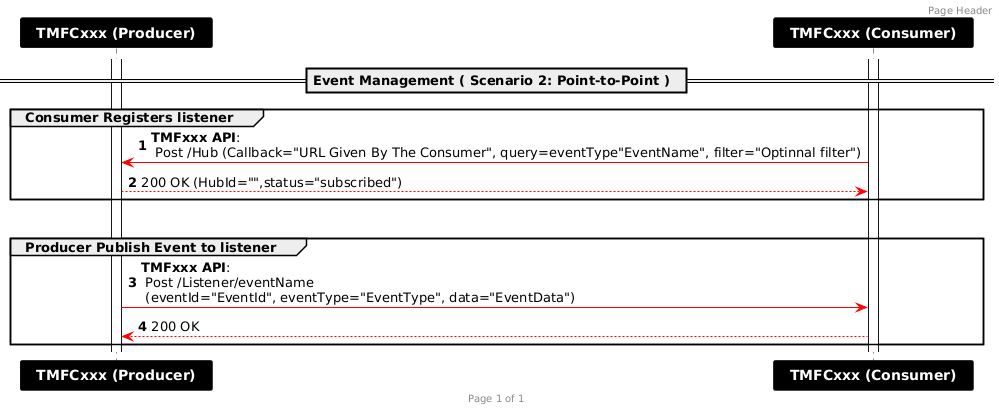 Page Header
TMFCxxx (Producer)
TMFCxxx (Consumer)
Event Management ( Scenario 2: Point-to-Point )
Consumer Registers listener
1 TMFxxx API:
Post /Hub (Callback="URL Given By The Consumer", query=eventType"EventName", filter="Optinnal filter")
2 200 OK (HubId="",status="subscribed")
Producer Publish Event to listener
3 TMFxxx API:
Post /Listener/eventName
(eventId="EventId", eventType="EventType", data="EventData")
4 200 OK
TMFCxxx (Producer)
TMFCxxx (Consumer)
Page 1 of 1